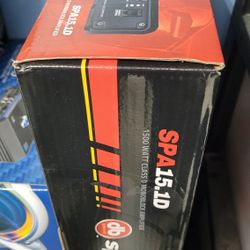 SPA15.1D
SPA15.1D
1500 WATT CLASS D MONOBLOCK AMPLIFIER
db
S